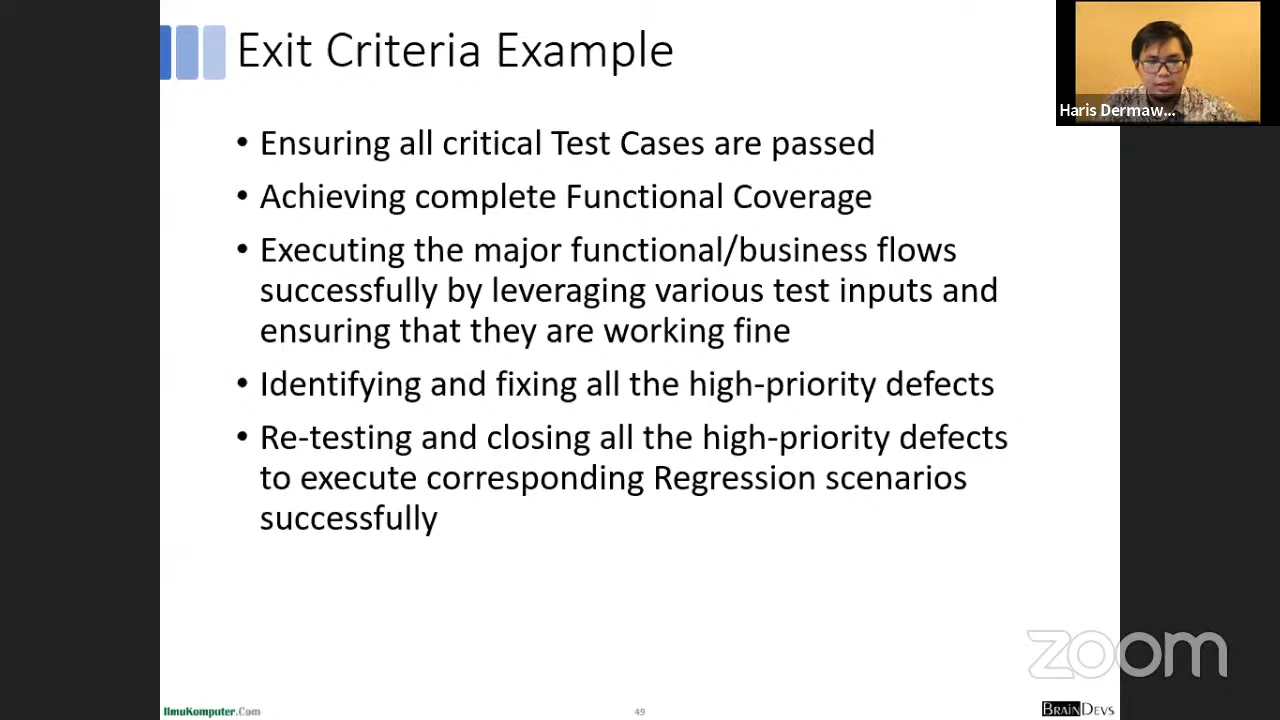 Exit Criteria Example
Haris Dermaw...
• Ensuring all critical Test Cases are passed
• Achieving complete Functional Coverage
• Executing the major functional/business flows
successfully by leveraging various test inputs and
ensuring that they are working fine
• Identifying and fixing all the high-priority defects
• Re-testing and closing all the high-priority defects
to execute corresponding Regression scenarios
successfully
zoom
IlmuKomputer.Com
49
BRAINDEVS